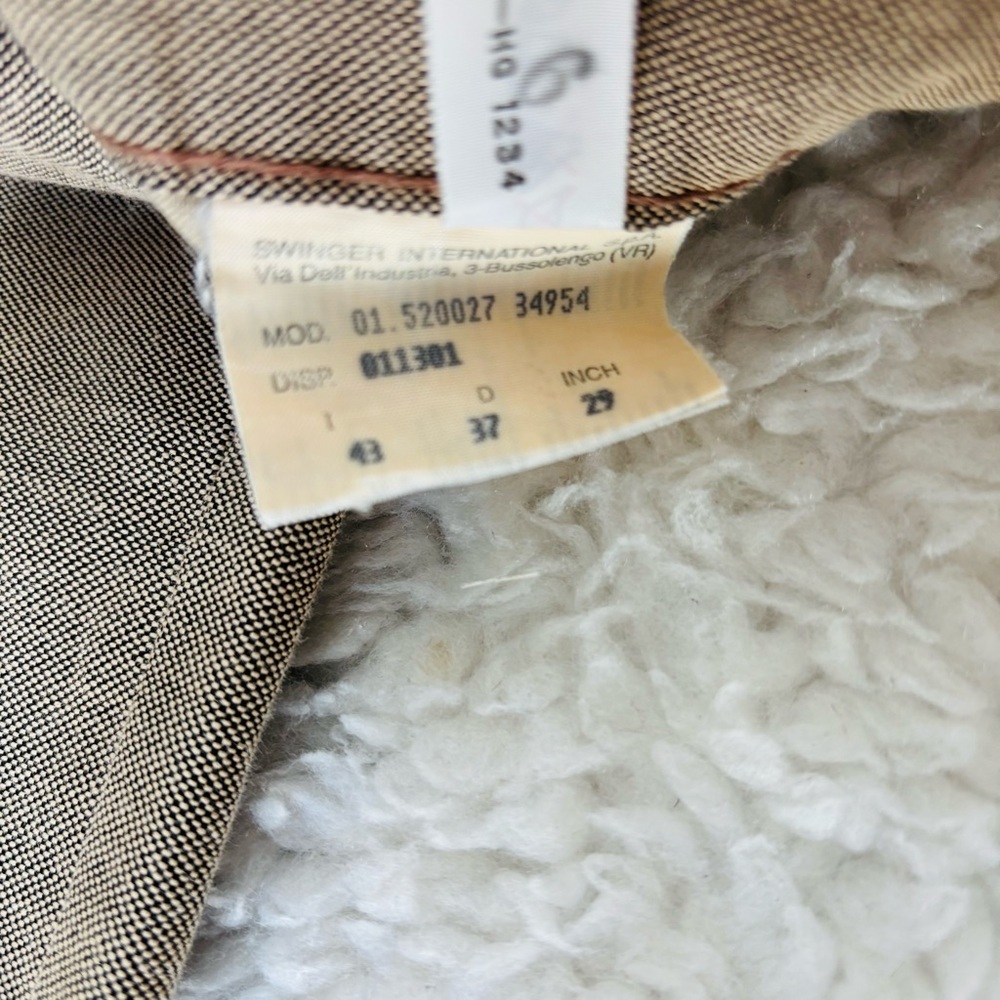 —HG 1234
SWINGER INTERNATIONAL S.p.A.
Via Dell'Industria, 3-Bussolengo (VR)
MOD. 01.520027 34954
DISP. 011301
I D INCH
43 37 29